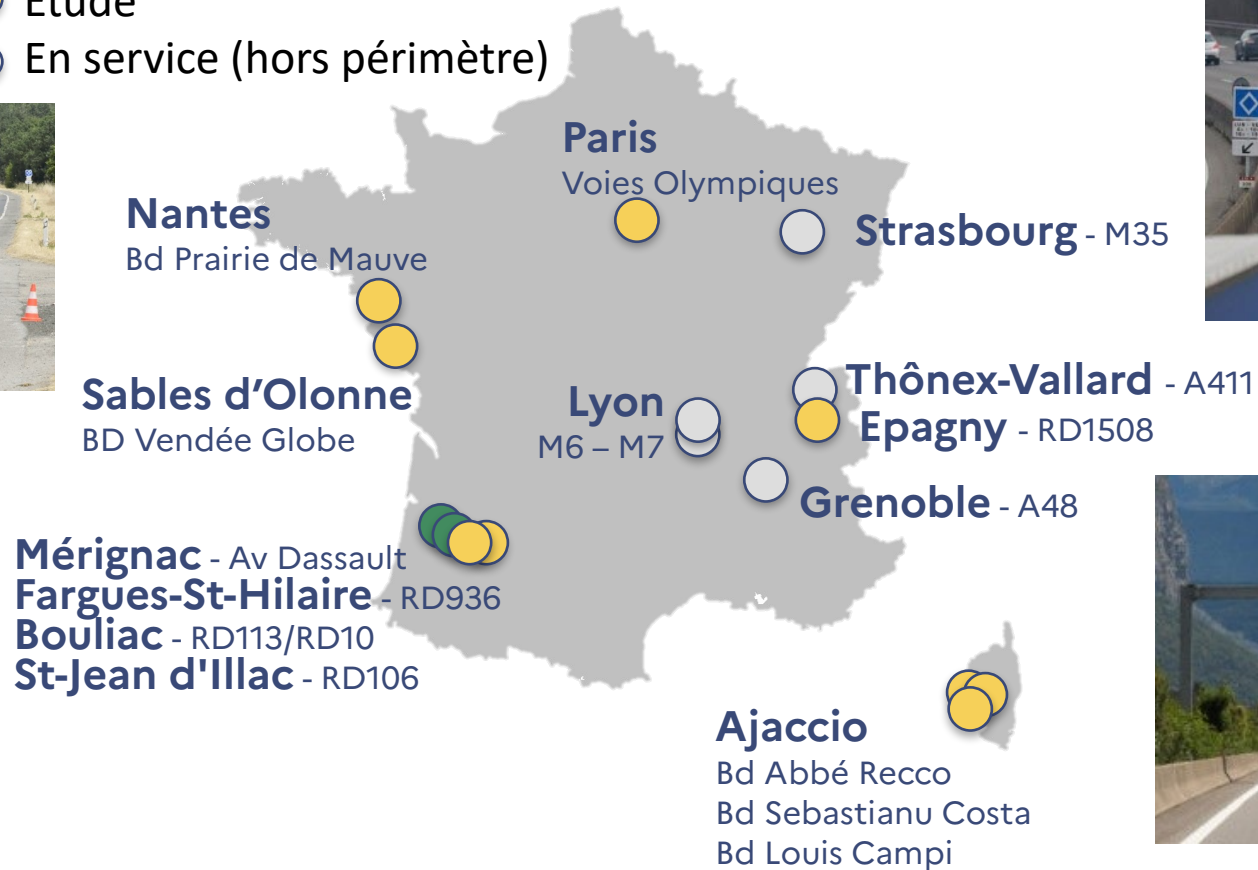 Etude
En service (hors périmètre)
Paris
Voies Olympiques
Nantes
Bd Prairie de Mauve
Strasbourg - M35
Sables d’Olonne
BD Vendée Globe
Lyon
M6 – M7
Thônex-Vallard - A411
Epagny - RD1508
Grenoble - A48
Mérignac - Av Dassault
Fargues-St-Hilaire - RD936
Bouliac - RD113/RD10
St-Jean d'Illac - RD106
Ajaccio
Bd Abbé Recco
Bd Sebastianu Costa
Bd Louis Campi